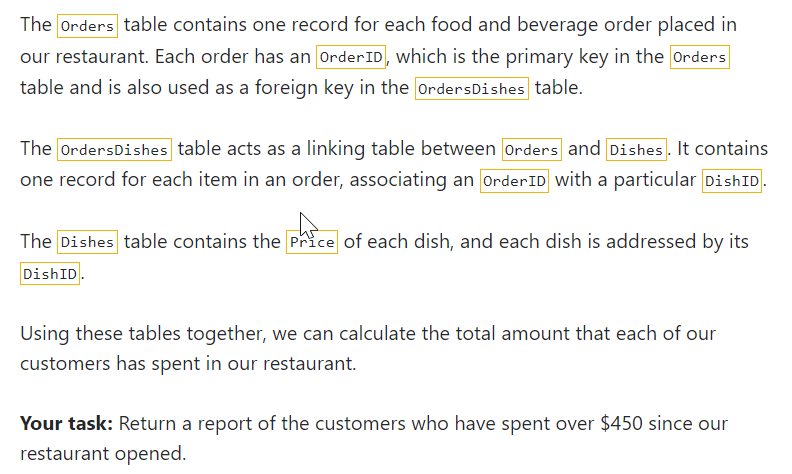 The Orders table contains one record for each food and beverage order placed in
our restaurant. Each order has an OrderID, which is the primary key in the Orders
table and is also used as a foreign key in the OrdersDishes table.
The OrdersDishes table acts as a linking table between Orders and Dishes. It contains
one record for each item in an order, associating an OrderID with a particular DishID.
The Dishes table contains the Price of each dish, and each dish is addressed by its
DishID.
Using these tables together, we can calculate the total amount that each of our
customers has spent in our restaurant.
Your task: Return a report of the customers who have spent over $450 since our
restaurant opened.